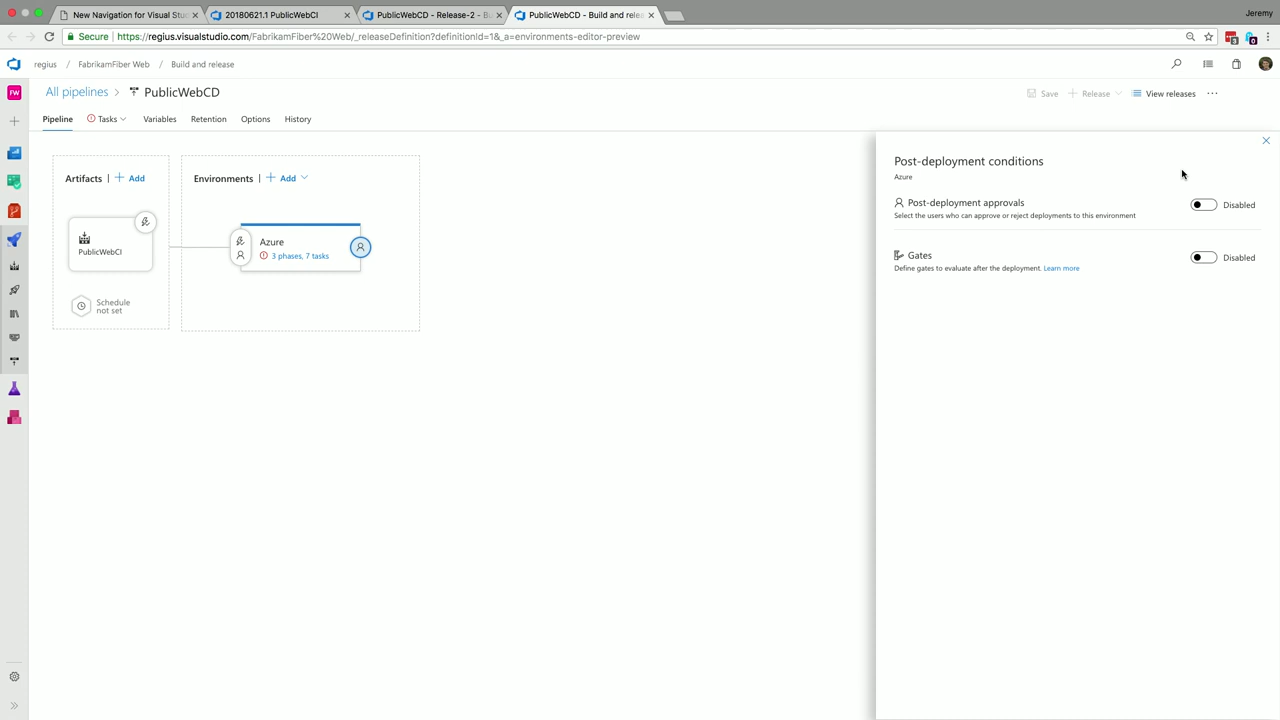 New Navigation for Visual Stu
20180621.1 PublicWebCI
PublicWebCD - Release-2 - B
PublicWebCD - Build and relea
Jeremy
Secure
https://regius.visualstudio.com/FabrikamFiber%20Web/_releaseDefinition?definitionId=1&_a=environments-editor-preview
3
0
regius / FabrikamFiber Web / Build and release
FW
All pipelines > PublicWebCD
Save
Release
View releases
Pipeline
Tasks
Variables
Retention
Options
History
Artifacts | + Add
Environments | + Add
PublicWebCI
Azure
3 phases, 7 tasks
Schedule
not set
Post-deployment conditions
Azure
Post-deployment approvals
Disabled
Select the users who can approve or reject deployments to this environment
Gates
Disabled
Define gates to evaluate after the deployment. Learn more